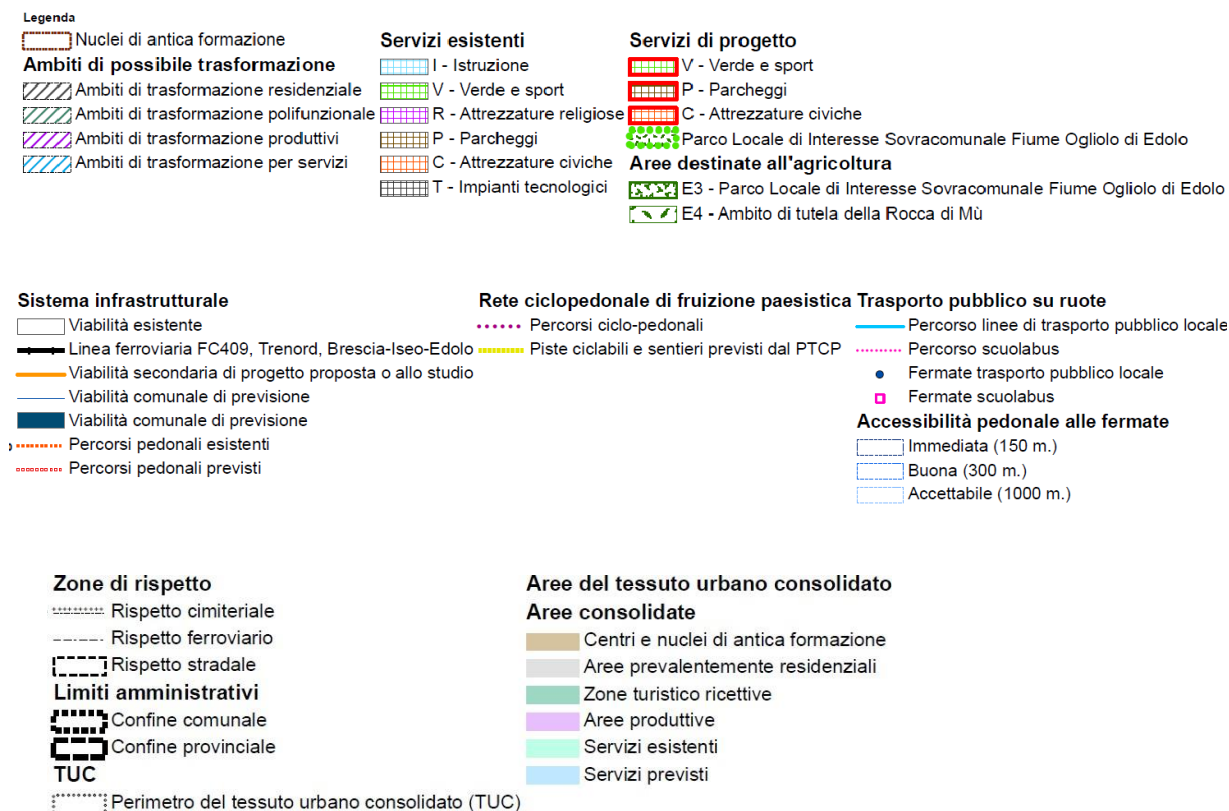 Legenda
Nuclei di antica formazione
Ambiti di possibile trasformazione
Ambiti di trasformazione residenziale
Ambiti di trasformazione polifunzionale
Ambiti di trasformazione produttivi
Ambiti di trasformazione per servizi
Servizi esistenti
I - Istruzione
V - Verde e sport
R - Attrezzature religiose
P - Parcheggi
C - Attrezzature civiche
T - Impianti tecnologici
Servizi di progetto
V - Verde e sport
P - Parcheggi
C - Attrezzature civiche
Parco Locale di Interesse Sovracomunale Fiume Ogliolo di Edolo
Aree destinate all'agricoltura
E3 - Parco Locale di Interesse Sovracomunale Fiume Ogliolo di Edolo
E4 - Ambito di tutela della Rocca di Mù
Sistema infrastrutturale
Viabilità esistente
Linea ferroviaria FC409, Trenord, Brescia-Iseo-Edolo
Viabilità secondaria di progetto proposta o allo studio
Viabilità comunale di previsione
Viabilità comunale di previsione
Percorsi pedonali esistenti
Percorsi pedonali previsti
Rete ciclopedonale di fruizione paesistica
Percorsi ciclo-pedonali
Piste ciclabili e sentieri previsti dal PTCP
Trasporto pubblico su ruote
Percorso linee di trasporto pubblico locale
Percorso scuolabus
Fermate trasporto pubblico locale
Fermate scuolabus
Accessibilità pedonale alle fermate
Immediata (150 m.)
Buona (300 m.)
Accettabile (1000 m.)
Zone di rispetto
Rispetto cimiteriale
Rispetto ferroviario
Rispetto stradale
Limiti amministrativi
Confine comunale
Confine provinciale
TUC
Perimetro del tessuto urbano consolidato (TUC)
Aree del tessuto urbano consolidato
Aree consolidate
Centri e nuclei di antica formazione
Aree prevalentemente residenziali
Zone turistico ricettive
Aree produttive
Servizi esistenti
Servizi previsti